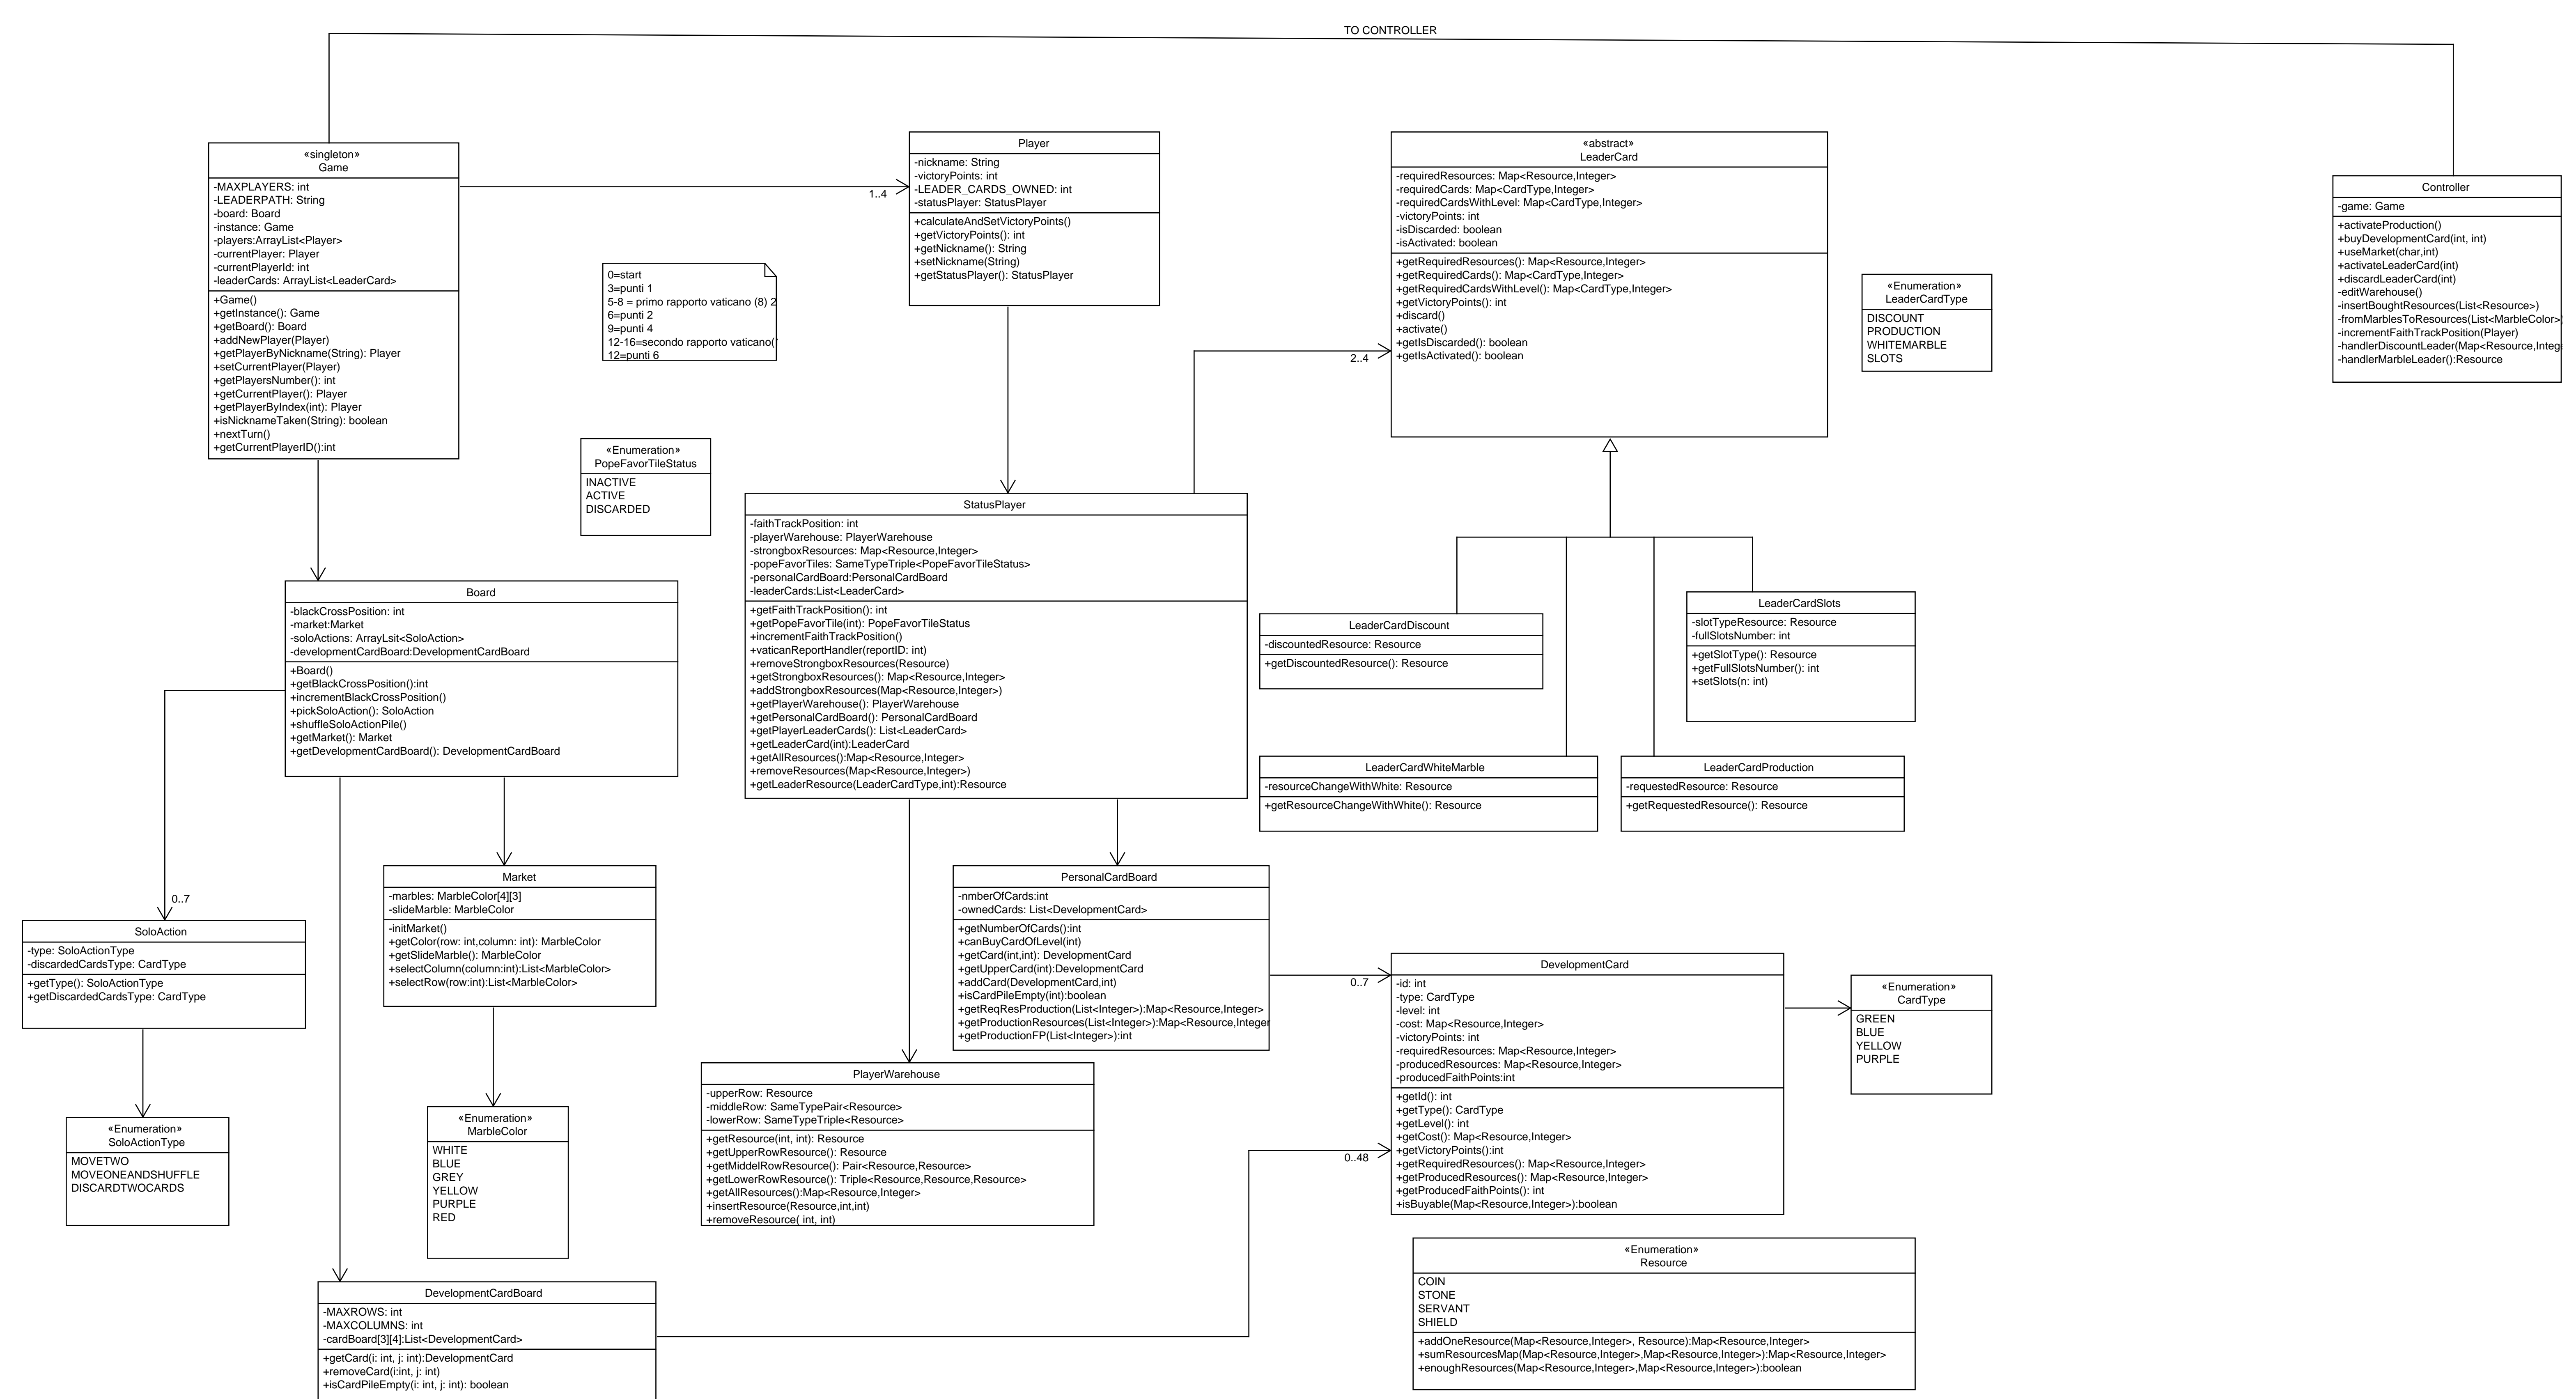 TO CONTROLLER
«singleton»
Game
-MAXPLAYERS: int
-LEADERPATH: String
-board: Board
-instance: Game
-players:ArrayList<Player>
-currentPlayer: Player
-currentPlayerId: int
-leaderCards: ArrayList<LeaderCard>
+Game()
+getInstance(): Game
+getBoard(): Board
+addNewPlayer(Player)
+getPlayerByNickname(String): Player
+setCurrentPlayer(Player)
+getPlayersNumber(): int
+getCurrentPlayer(): Player
+getPlayerByIndex(int): Player
+isNicknameTaken(String): boolean
+nextTurn()
+getCurrentPlayerID():int
1..4
Player
-nickname: String
-victoryPoints: int
-LEADER_CARDS_OWNED: int
-statusPlayer: StatusPlayer
+calculateAndSetVictoryPoints()
+getVictoryPoints(): int
+getNickname(): String
+setNickname(String)
+getStatusPlayer(): StatusPlayer
0=start
3=punti 1
5-8 = primo rapporto vaticano (8) 2
6=punti 2
9=punti 4
12-16=secondo rapporto vaticano(
12=punti 6
«abstract»
LeaderCard
-requiredResources: Map<Resource,Integer>
-requiredCards: Map<CardType,Integer>
-requiredCardsWithLevel: Map<CardType,Integer>
-victoryPoints: int
-isDiscarded: boolean
-isActivated: boolean
+getRequiredResources(): Map<Resource,Integer>
+getRequiredCards(): Map<CardType,Integer>
+getRequiredCardsWithLevel(): Map<CardType,Integer>
+getVictoryPoints(): int
+discard()
+activate()
+getIsDiscarded(): boolean
+getIsActivated(): boolean
2..4
«Enumeration»
LeaderCardType
DISCOUNT
PRODUCTION
WHITEMARBLE
SLOTS
Controller
-game: Game
+activateProduction()
+buyDevelopmentCard(int, int)
+useMarket(char,int)
+activateLeaderCard(int)
+discardLeaderCard(int)
-editWarehouse()
-insertBoughtResources(List<Resource>)
-fromMarblesToResources(List<MarbleColor>)
-incrementFaithTrackPosition(Player)
-handlerDiscountLeader(Map<Resource,Integ
-handlerMarbleLeader():Resource
«Enumeration»
PopeFavorTileStatus
INACTIVE
ACTIVE
DISCARDED
StatusPlayer
-faithTrackPosition: int
-playerWarehouse: PlayerWarehouse
-strongboxResources: Map<Resource,Integer>
-popeFavorTiles: SameTypeTriple<PopeFavorTileStatus>
-personalCardBoard:PersonalCardBoard
-leaderCards:List<LeaderCard>
+getFaithTrackPosition(): int
+getPopeFavorTile(int): PopeFavorTileStatus
+incrementFaithTrackPosition()
+vaticanReportHandler(reportID: int)
+removeStrongboxResources(Resource)
+getStrongboxResources(): Map<Resource,Integer>
+addStrongboxResources(Map<Resource,Integer>)
+getPlayerWarehouse(): PlayerWarehouse
+getPersonalCardBoard(): PersonalCardBoard
+getPlayerLeaderCards(): List<LeaderCard>
+getLeaderCard(int):LeaderCard
+getAllResources():Map<Resource,Integer>
+removeResources(Map<Resource,Integer>)
+getLeaderResource(LeaderCardType,int):Resource
Board
-blackCrossPosition: int
-market:Market
-soloActions: ArrayLsit<SoloAction>
-developmentCardBoard:DevelopmentCardBoard
+Board()
+getBlackCrossPosition():int
+incrementBlackCrossPosition()
+pickSoloAction(): SoloAction
+shuffleSoloActionPile()
+getMarket(): Market
+getDevelopmentCardBoard(): DevelopmentCardBoard
LeaderCardDiscount
-discountedResource: Resource
+getDiscountedResource(): Resource
LeaderCardSlots
-slotTypeResource: Resource
-fullSlotsNumber: int
+getSlotType(): Resource
+getFullSlotsNumber(): int
+setSlots(n: int)
LeaderCardWhiteMarble
-resourceChangeWithWhite: Resource
+getResourceChangeWithWhite(): Resource
LeaderCardProduction
-requestedResource: Resource
+getRequestedResource(): Resource
0..7
SoloAction
-type: SoloActionType
-discardedCardsType: CardType
+getType(): SoloActionType
+getDiscardedCardsType: CardType
Market
-marbles: MarbleColor[4][3]
-slideMarble: MarbleColor
-initMarket()
+getColor(row: int,column: int): MarbleColor
+getSlideMarble(): MarbleColor
+selectColumn(column:int):List<MarbleColor>
+selectRow(row:int):List<MarbleColor>
PersonalCardBoard
-nmberOfCards:int
-ownedCards: List<DevelopmentCard>
+getNumberOfCards():int
+canBuyCardOfLevel(int)
+getCard(int,int): DevelopmentCard
+getUpperCard(int):DevelopmentCard
+addCard(DevelopmentCard,int)
+isCardPileEmpty(int):boolean
+getReqResProduction(List<Integer>):Map<Resource,Integer>
+getProductionResources(List<Integer>):Map<Resource,Integer
+getProductionFP(List<Integer>):int
0..7
DevelopmentCard
-id: int
-type: CardType
-level: int
-cost: Map<Resource,Integer>
-victoryPoints: int
-requiredResources: Map<Resource,Integer>
-producedResources: Map<Resource,Integer>
-producedFaithPoints:int
+getId(): int
+getType(): CardType
+getLevel(): int
+getCost(): Map<Resource,Integer>
+getVictoryPoints():int
+getRequiredResources(): Map<Resource,Integer>
+getProducedResources(): Map<Resource,Integer>
+getProducedFaithPoints(): int
+isBuyable(Map<Resource,Integer>):boolean
0..48
«Enumeration»
CardType
GREEN
BLUE
YELLOW
PURPLE
PlayerWarehouse
-upperRow: Resource
-middleRow: SameTypePair<Resource>
-lowerRow: SameTypeTriple<Resource>
+getResource(int, int): Resource
+getUpperRowResource(): Resource
+getMiddelRowResource(): Pair<Resource,Resource>
+getLowerRowResource(): Triple<Resource,Resource,Resource>
+getAllResources():Map<Resource,Integer>
+insertResource(Resource,int,int)
+removeResource( int, int)
«Enumeration»
SoloActionType
MOVETWO
MOVEONEANDSHUFFLE
DISCARDTWOCARDS
«Enumeration»
MarbleColor
WHITE
BLUE
GREY
YELLOW
PURPLE
RED
«Enumeration»
Resource
COIN
STONE
SERVANT
SHIELD
+addOneResource(Map<Resource,Integer>, Resource):Map<Resource,Integer>
+sumResourcesMap(Map<Resource,Integer>,Map<Resource,Integer>):Map<Resource,Integer>
+enoughResources(Map<Resource,Integer>,Map<Resource,Integer>):boolean
DevelopmentCardBoard
-MAXROWS: int
-MAXCOLUMNS: int
-cardBoard[3][4]:List<DevelopmentCard>
+getCard(i: int, j: int):DevelopmentCard
+removeCard(i:int, j: int)
+isCardPileEmpty(i: int, j: int): boolean